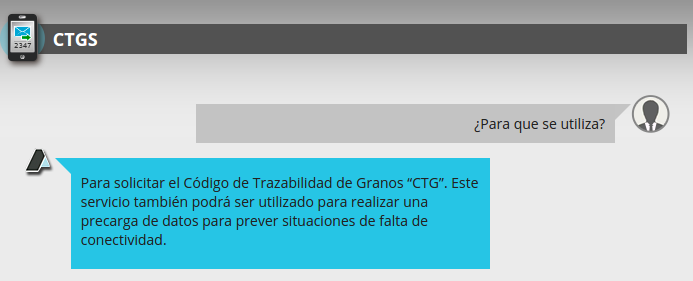 2347
CTGS
¿Para que se utiliza?
Para solicitar el Código de Trazabilidad de Granos “CTG”. Este
servicio también podrá ser utilizado para realizar una
precarga de datos para prever situaciones de falta de
conectividad.